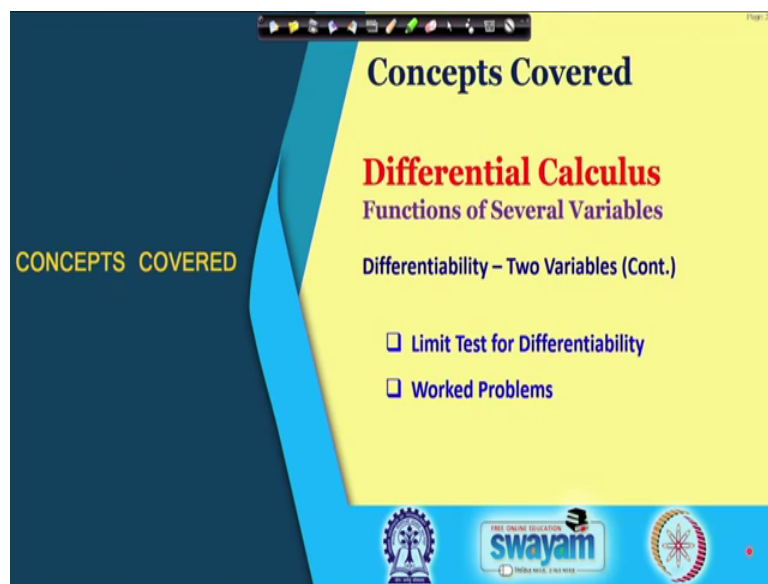 Concepts Covered
Differential Calculus
Functions of Several Variables
CONCEPTS COVERED
Differentiability – Two Variables (Cont.)
❑ Limit Test for Differentiability
❑ Worked Problems
FREE ONLINE EDUCATION
swayam